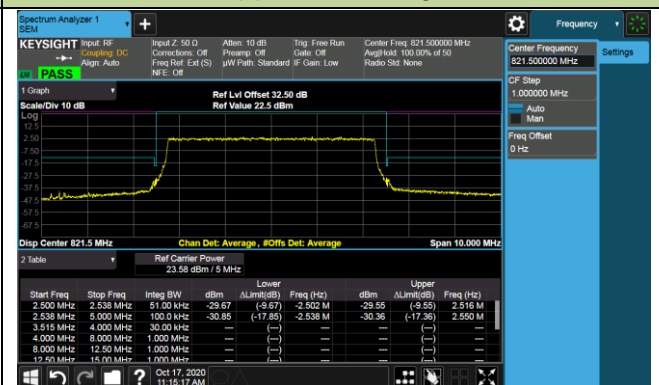 Spectrum Analyzer 1
SEM
+
Frequency
KEYSIGHT
Input: RF
Coupling: DC
Align: Auto
Input Z: 50 Ω
Corrections: Off
Freq Ref: Ext (S)
NFE: Off
Atten: 10 dB
Preamp: Off
µW Path: Standard
Trig: Free Run
Gate: Off
IF Gain: Low
Center Freq: 821.500000 MHz
Avg|Hold: 100.00% of 50
Radio Std: None
PASS
Center Frequency
821.500000 MHz
Settings
CF Step
1.000000 MHz
Auto
Man
Freq Offset
0 Hz
1 Graph
Scale/Div 10 dB
Ref Lvl Offset 32.50 dB
Ref Value 22.5 dBm
Log
12.5
2.50
-7.50
-17.5
-27.5
-37.5
-47.5
-57.5
-67.5
Disp Center 821.5 MHz
Chan Det: Average, #Offs Det: Average
Span 10.000 MHz
2 Table
Ref Carrier Power
23.58 dBm / 5 MHz
Lower Upper
Start Freq Stop Freq Integ BW dBm ΔLimit(dB) Freq (Hz) dBm ΔLimit(dB) Freq (Hz)
2.500 MHz 2.538 MHz 51.00 kHz -29.67 (-9.67) -2.502 M -29.55 (-9.55) 2.516 M
2.538 MHz 5.000 MHz 100.0 kHz -30.85 (-17.85) -2.538 M -30.36 (-17.36) 2.550 M
3.515 MHz 4.000 MHz 30.00 kHz --- (---) --- --- (---) ---
4.000 MHz 8.000 MHz 1.000 MHz --- (---) --- --- (---) ---
8.000 MHz 12.50 MHz 1.000 MHz --- (---) --- --- (---) ---
12.50 MHz 15.00 MHz 1.000 MHz --- (---) --- --- (---) ---
?
Oct 17, 2020
11:15:17 AM